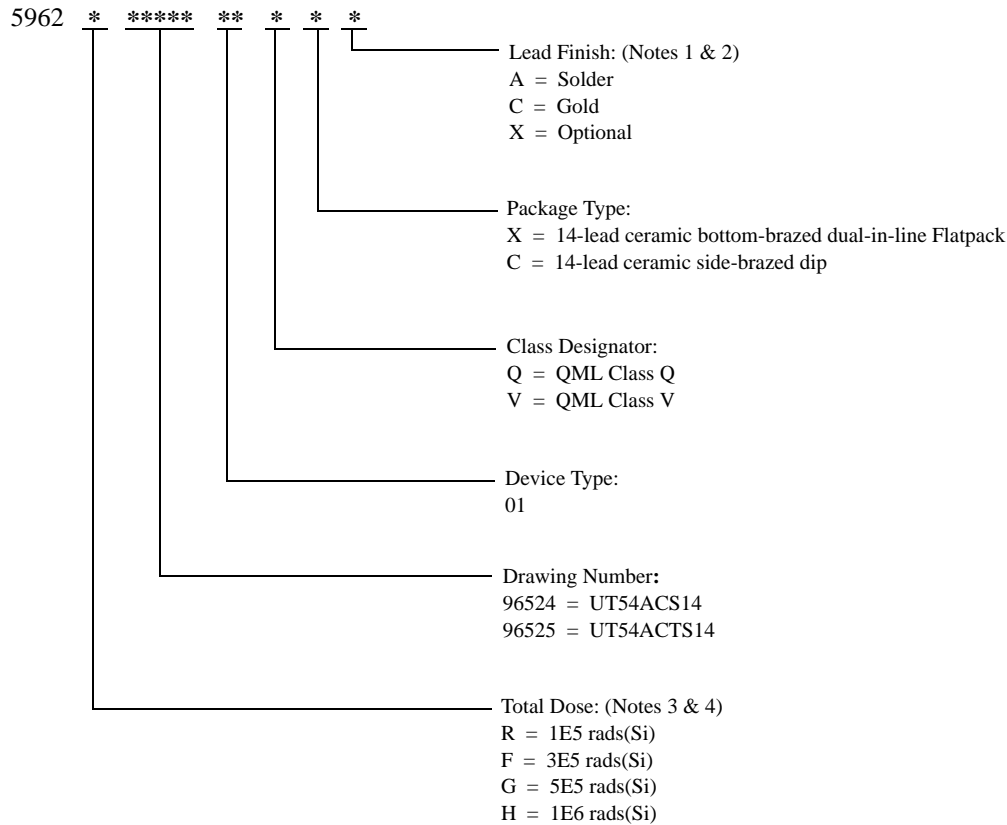 5962 * ***** ** * * *
Lead Finish: (Notes 1 & 2)
A = Solder
C = Gold
X = Optional
Package Type:
X = 14-lead ceramic bottom-brazed dual-in-line Flatpack
C = 14-lead ceramic side-brazed dip
Class Designator:
Q = QML Class Q
V = QML Class V
Device Type:
01
Drawing Number:
96524 = UT54ACS14
96525 = UT54ACTS14
Total Dose: (Notes 3 & 4)
R = 1E5 rads(Si)
F = 3E5 rads(Si)
G = 5E5 rads(Si)
H = 1E6 rads(Si)